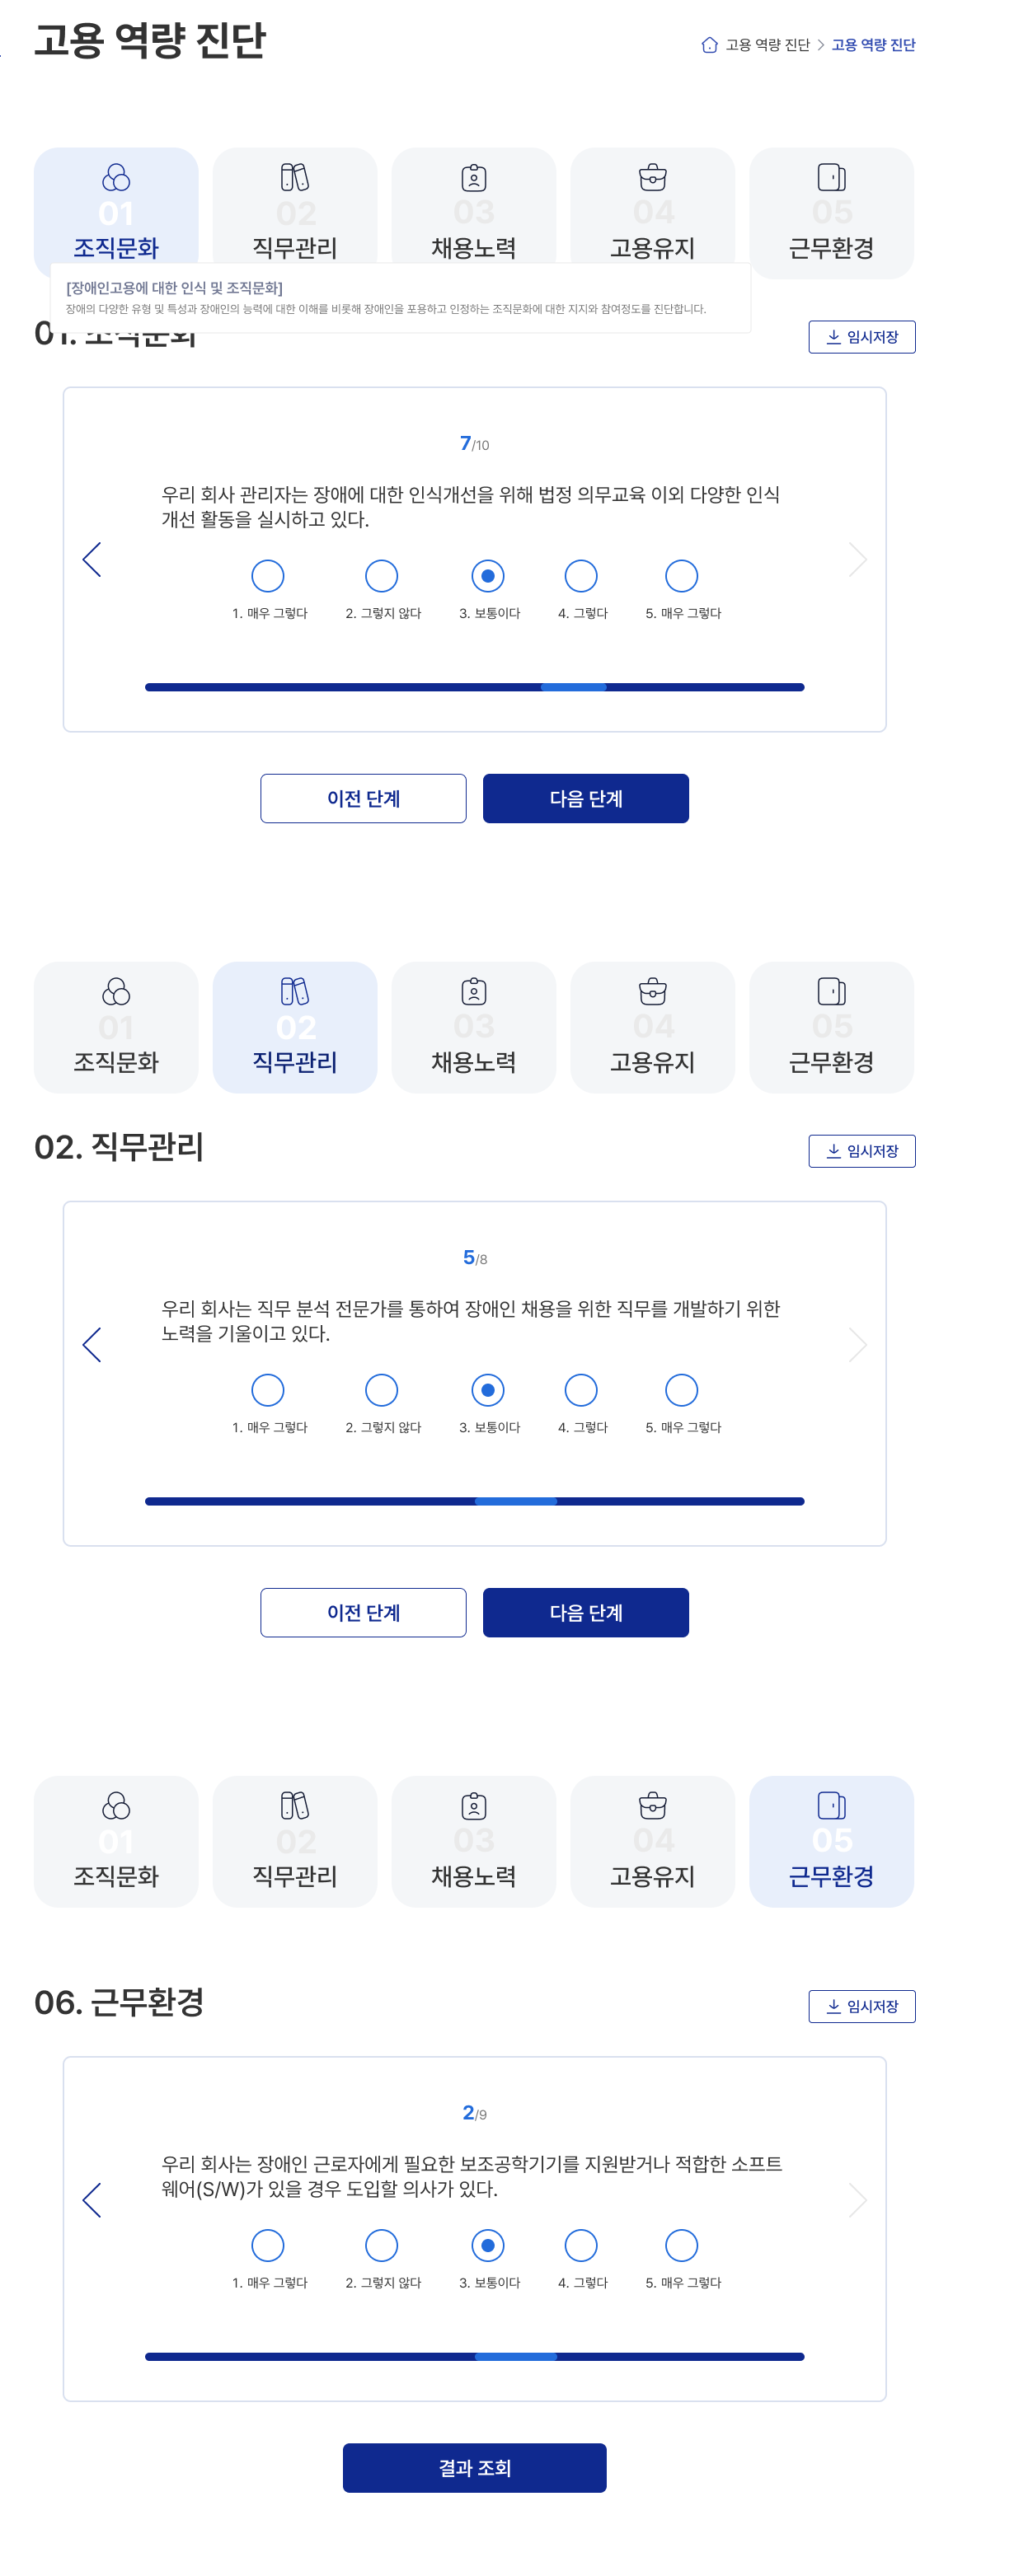 고용 역량 진단
고용 역량 진단 > 고용 역량 진단
01 02 03 04 05
조직문화 직무관리 채용노력 고용유지 근무환경
[장애인고용에 대한 인식 및 조직문화]
장애의 다양한 유형 및 특성과 장애인의 능력에 대한 이해를 비롯해 장애인을 포용하고 인정하는 조직문화에 대한 지지와 참여정도를 진단합니다.
01. 조직문화
임시저장
7/10
우리 회사 관리자는 장애에 대한 인식개선을 위해 법정 의무교육 이외 다양한 인식
개선 활동을 실시하고 있다.
1. 매우 그렇다 2. 그렇지 않다 3. 보통이다 4. 그렇다 5. 매우 그렇다
이전 단계 다음 단계
01 02 03 04 05
조직문화 직무관리 채용노력 고용유지 근무환경
02. 직무관리
임시저장
5/8
우리 회사는 직무 분석 전문가를 통하여 장애인 채용을 위한 직무를 개발하기 위한
노력을 기울이고 있다.
1. 매우 그렇다 2. 그렇지 않다 3. 보통이다 4. 그렇다 5. 매우 그렇다
이전 단계 다음 단계
01 02 03 04 05
조직문화 직무관리 채용노력 고용유지 근무환경
06. 근무환경
임시저장
2/9
우리 회사는 장애인 근로자에게 필요한 보조공학기기를 지원받거나 적합한 소프트
웨어(S/W)가 있을 경우 도입할 의사가 있다.
1. 매우 그렇다 2. 그렇지 않다 3. 보통이다 4. 그렇다 5. 매우 그렇다
결과 조회